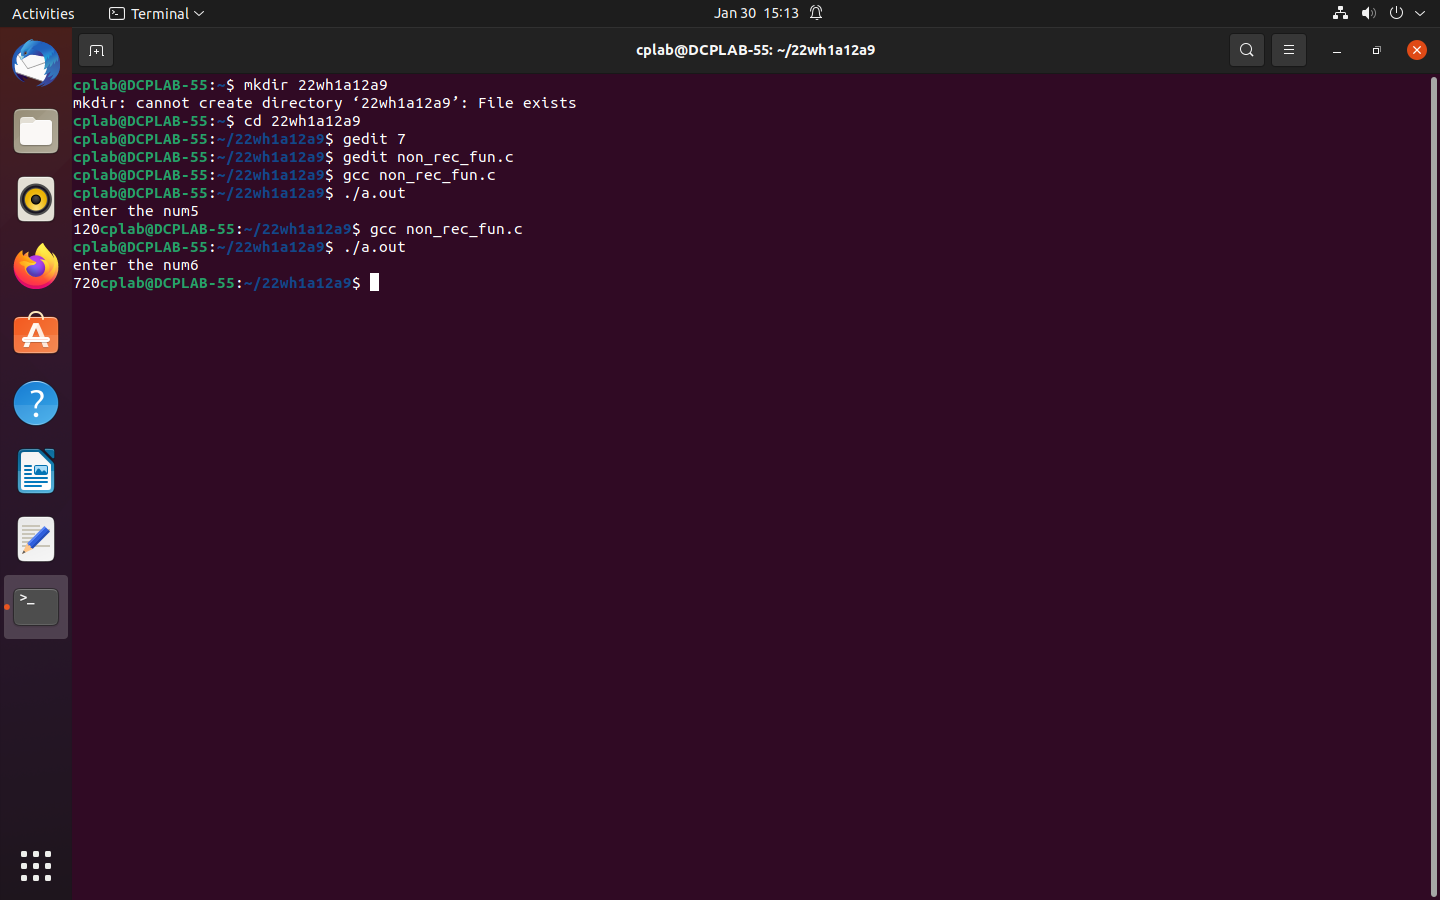 Activities
Terminal
Jan 30 15:13
cplab@DCPLAB-55: ~/22wh1a12a9
cplab@DCPLAB-55:~$ mkdir 22wh1a12a9
mkdir: cannot create directory ‘22wh1a12a9’: File exists
cplab@DCPLAB-55:~$ cd 22wh1a12a9
cplab@DCPLAB-55:~/22wh1a12a9$ gedit 7
cplab@DCPLAB-55:~/22wh1a12a9$ gedit non_rec_fun.c
cplab@DCPLAB-55:~/22wh1a12a9$ gcc non_rec_fun.c
cplab@DCPLAB-55:~/22wh1a12a9$ ./a.out
enter the num5
120cplab@DCPLAB-55:~/22wh1a12a9$ gcc non_rec_fun.c
cplab@DCPLAB-55:~/22wh1a12a9$ ./a.out
enter the num6
720cplab@DCPLAB-55:~/22wh1a12a9$